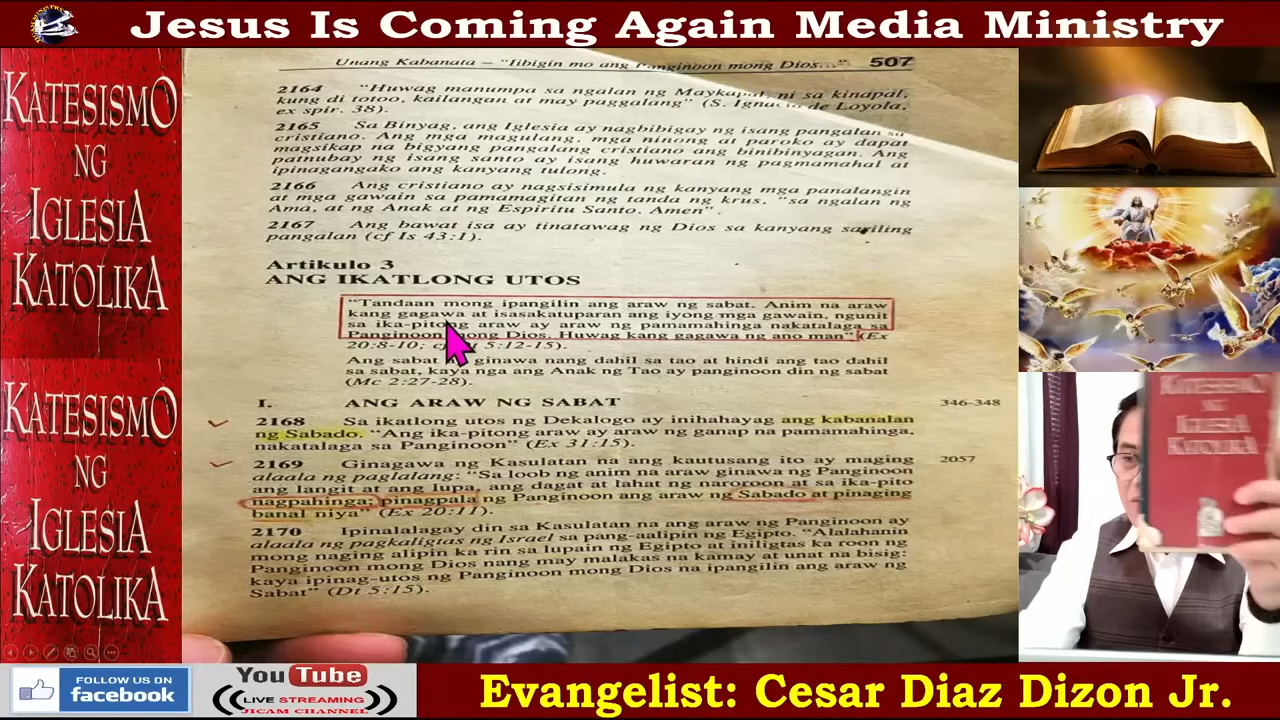 Jesus Is Coming Again Media Ministry
KATESISMO
NG
IGLESIA
KATOLIKA
KATESISMO
NG
IGLESIA
KATOLIKA
Unang Kabanata — "Iibigin mo ang Panginoon mong Dios..." 507
2164 "Huwag manumpa sa ngalan ng Maykapal, ni sa kinapal,
kung di totoo, kailangan at may paggalang" (S. Ignacio de Loyola,
ex spir. 38).
2165 Sa Binyag, ang Iglesia ay nagbibigay ng isang pangalan sa
cristiano. Ang mga magulang, mga ninong at paroko ay dapat
magsikap na bigyang pangalang cristiano ang binibinyagan. Ang
patnubay ng isang santo ay isang huwaran ng pagmamahal at
ipinagangako ang kanyang tulong.
2166 Ang cristiano ay nagsisimula ng kanyang mga panalangin
at mga gawain sa pamamagitan ng tanda ng krus, "sa ngalan ng
Ama, at ng Anak at ng Espiritu Santo. Amen".
2167 Ang bawat isa ay tinatawag ng Dios sa kanyang sariling
pangalan (cf Is 43:1).
Artikulo 3
ANG IKATLONG UTOS
"Tandaan mong ipangilin ang araw ng sabat. Anim na araw
kang gagawa at isasakatuparan ang iyong mga gawain, ngunit
sa ika-pitong araw ay araw ng pamamahinga nakatalaga sa
Panginoon mong Dios. Huwag kang gagawa ng ano man" (Ex
20:8-10; 5:12-15).
Ang sabat ginawa nang dahil sa tao at hindi ang tao dahil
sa sabat, kaya nga ang Anak ng Tao ay panginoon din ng sabat
(Mc 2:27-28).
I. ANG ARAW NG SABAT 346-348
2168 Sa ikatlong utos ng Dekalogo ay inihahayag ang kabanalan
ng Sabado. "Ang ika-pitong araw ay araw ng ganap na pamamahinga,
nakatalaga sa Panginoon" (Ex 31:15).
2169 Ginagawa ng Kasulatan na ang kautusang ito ay maging 2057
alaala ng paglalang: "Sa loob ng anim na araw ginawa ng Panginoon
ang langit at ang lupa, ang dagat at lahat ng naroroon at sa ika-pito
nagpahinga, pinagpala ng Panginoon ang araw ng Sabado at pinaging
banal niya" (Ex 20:11).
2170 Ipinalalagay din sa Kasulatan na ang araw ng Panginoon ay
alaala ng pagkaligtas ng Israel sa pang-aalipin ng Egipto. "Alalahanin
mong naging alipin ka rin sa lupain ng Egipto at iniligtas ka roon ng
Panginoon mong Dios nang may malakas na kamay at unat na bisig:
kaya ipinag-utos ng Panginoon mong Dios na ipangilin ang araw ng
Sabat" (Dt 5:15).
KATESISMO
NG
IGLESIA
KATOLIKA
FOLLOW US ON
facebook
YouTube
LIVE STREAMING
JICAM CHANNEL
Evangelist: Cesar Diaz Dizon Jr.